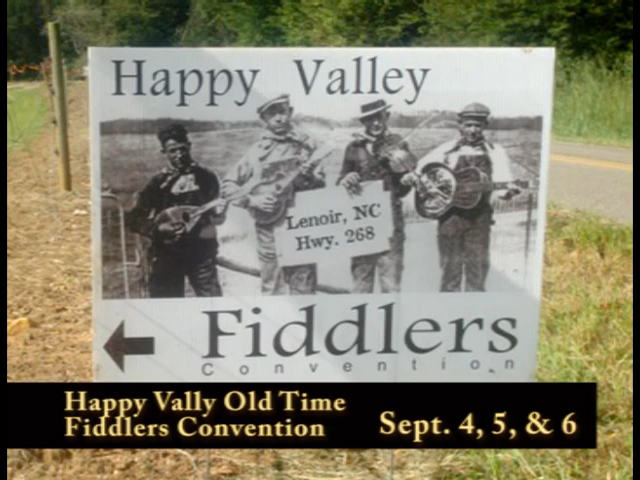 Happy Valley
Lenoir, NC
Hwy. 268
Fiddlers
Convention
Happy Vally Old Time
Fiddlers Convention
Sept. 4, 5, & 6